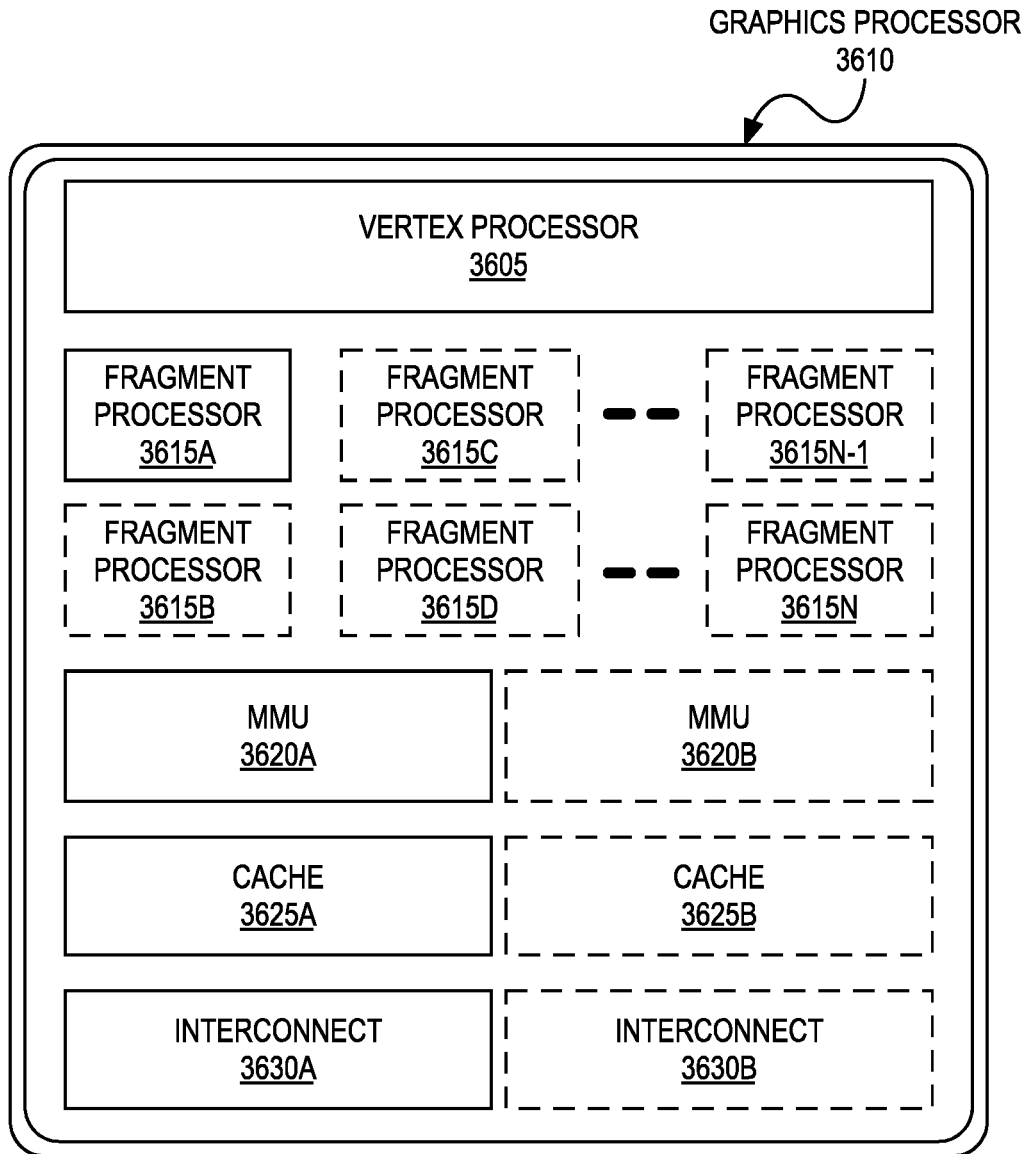 GRAPHICS PROCESSOR
3610
VERTEX PROCESSOR
3605
FRAGMENT
PROCESSOR
3615A
FRAGMENT
PROCESSOR
3615C
FRAGMENT
PROCESSOR
3615N-1
FRAGMENT
PROCESSOR
3615B
FRAGMENT
PROCESSOR
3615D
FRAGMENT
PROCESSOR
3615N
MMU
3620A
MMU
3620B
CACHE
3625A
CACHE
3625B
INTERCONNECT
3630A
INTERCONNECT
3630B